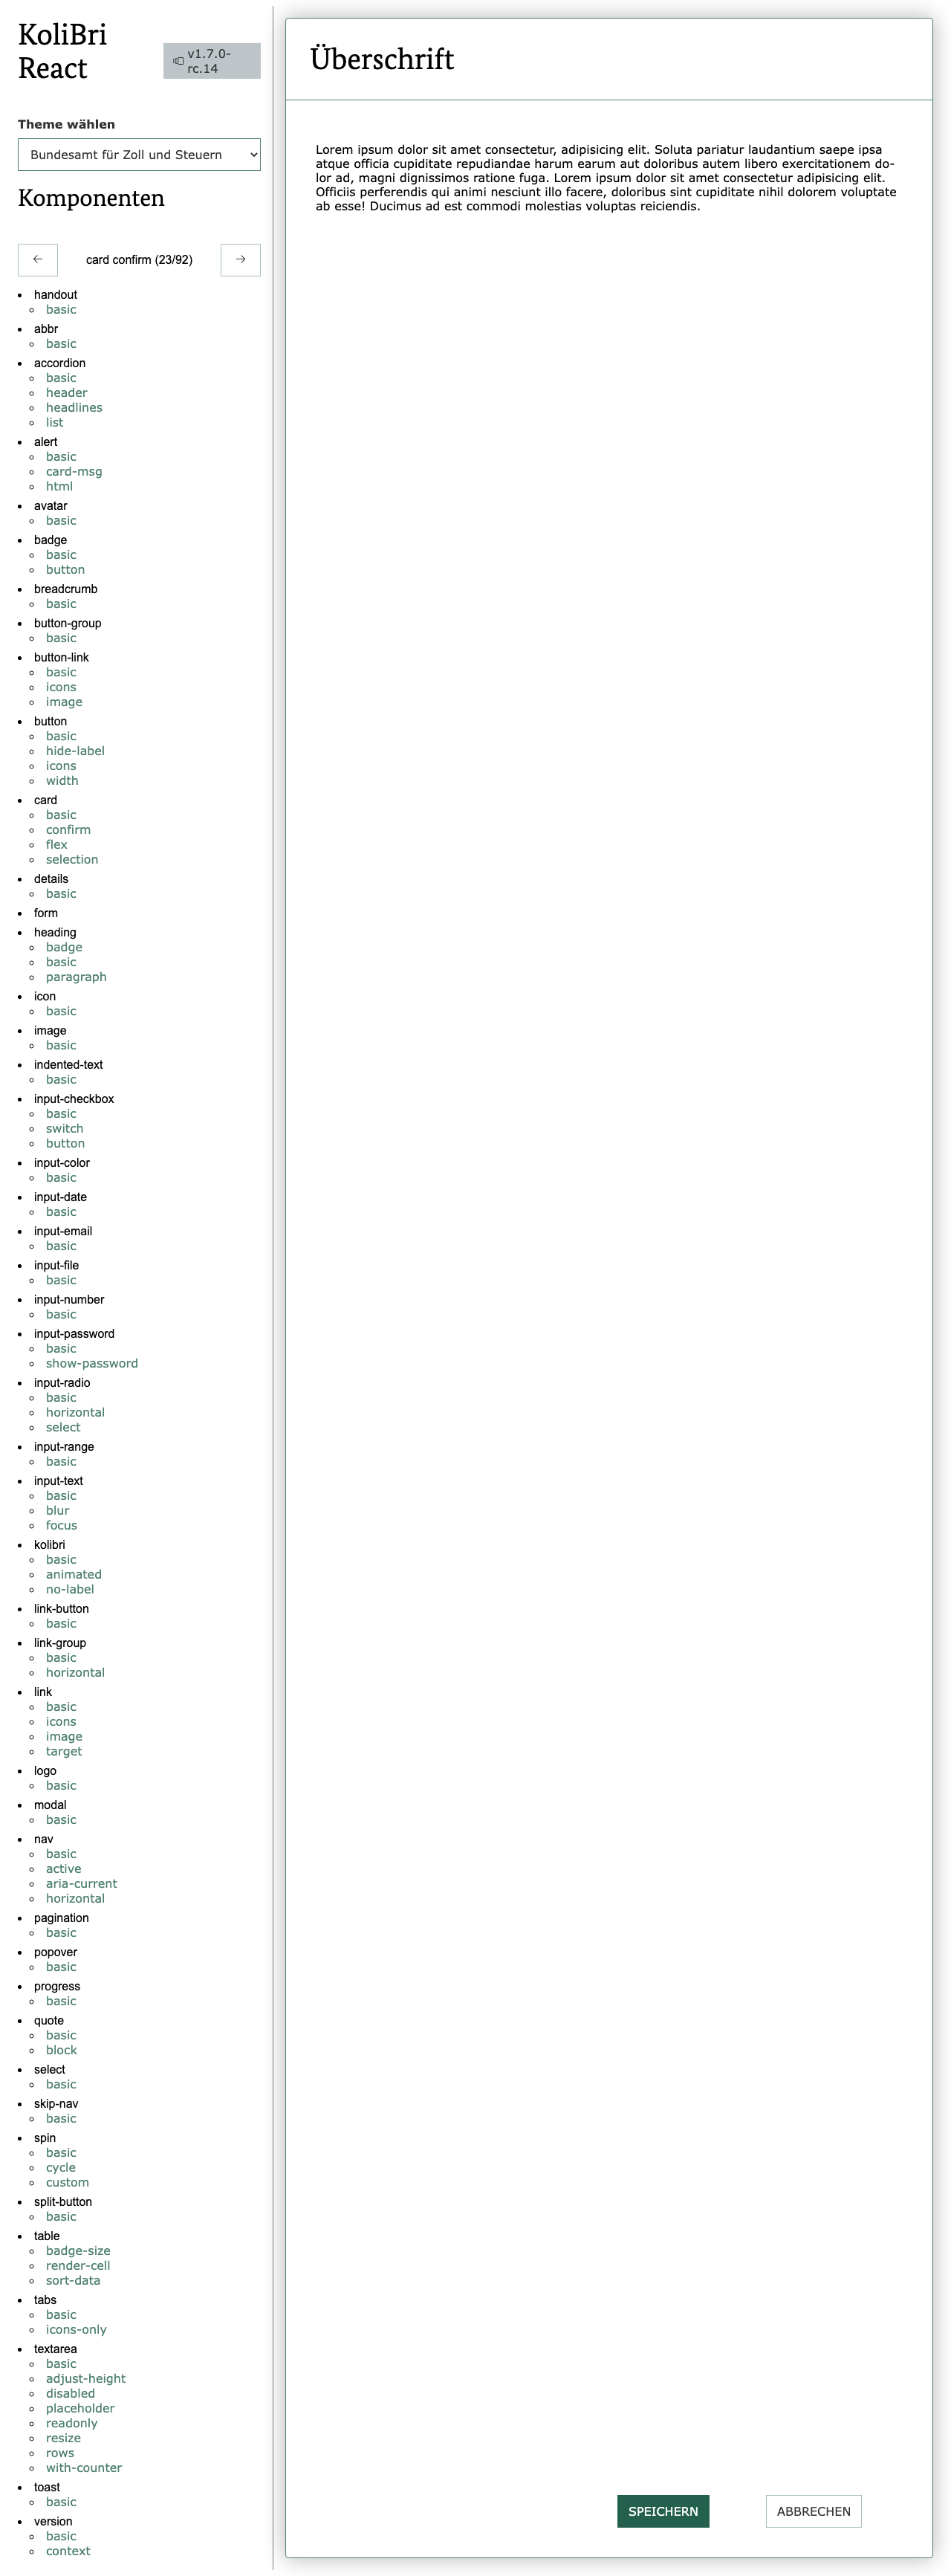 KoliBri
React
v1.7.0-
rc.14
Theme wählen
Bundesamt für Zoll und Steuern
Komponenten
card confirm (23/92)
handout
basic
abbr
basic
accordion
basic
header
headlines
list
alert
basic
card-msg
html
avatar
basic
badge
basic
button
breadcrumb
basic
button-group
basic
button-link
basic
icons
image
button
basic
hide-label
icons
width
card
basic
confirm
flex
selection
details
basic
form
heading
badge
basic
paragraph
icon
basic
image
basic
indented-text
basic
input-checkbox
basic
switch
button
input-color
basic
input-date
basic
input-email
basic
input-file
basic
input-number
basic
input-password
basic
show-password
input-radio
basic
horizontal
select
input-range
basic
input-text
basic
blur
focus
kolibri
basic
animated
no-label
link-button
basic
link-group
basic
horizontal
link
basic
icons
image
target
logo
basic
modal
basic
nav
basic
active
aria-current
horizontal
pagination
basic
popover
basic
progress
basic
quote
basic
block
select
basic
skip-nav
basic
spin
basic
cycle
custom
split-button
basic
table
badge-size
render-cell
sort-data
tabs
basic
icons-only
textarea
basic
adjust-height
disabled
placeholder
readonly
resize
rows
with-counter
toast
basic
version
basic
context
Überschrift
Lorem ipsum dolor sit amet consectetur, adipisicing elit. Soluta pariatur laudantium saepe ipsa
atque officia cupiditate repudiandae harum earum aut doloribus autem libero exercitationem do-
lor ad, magni dignissimos ratione fuga. Lorem ipsum dolor sit amet consectetur adipisicing elit.
Officiis perferendis qui animi nesciunt illo facere, doloribus sint cupiditate nihil dolorem voluptate
ab esse! Ducimus ad est commodi molestias voluptas reiciendis.
SPEICHERN
ABBRECHEN